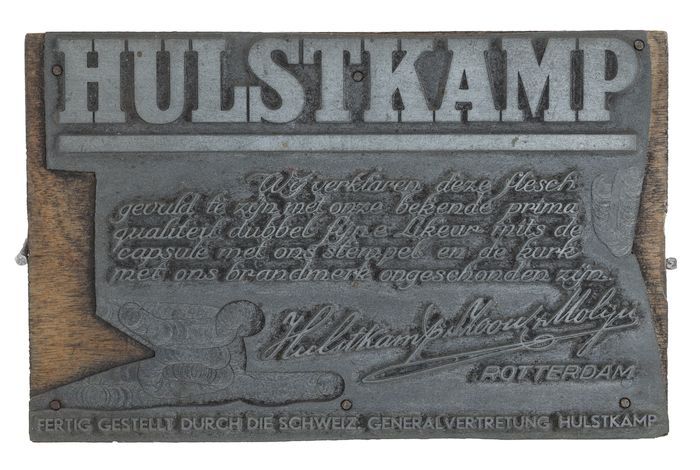 HULSTKAMP
Wij verklaren deze flesch
gevuld te zijn met onze bekende prima
qualiteit dubbel fijne Likeur mits de
capsule met ons stempel en de kurk
met ons brandmerk ongeschonden zijn.
Hulstkamp & Zoon & Molijn
ROTTERDAM
FERTIG GESTELLT DURCH DIE SCHWEIZ. GENERALVERTRETUNG HULSTKAMP